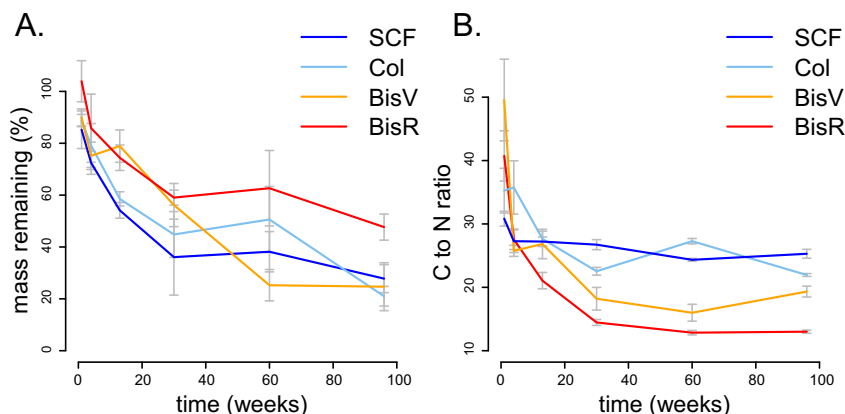 A.
SCF
Col
BisV
BisR
mass remaining (%)
0 20 40 60 80 100
0 20 40 60 80 100
time (weeks)
B.
SCF
Col
BisV
BisR
C to N ratio
10 20 30 40 50
0 20 40 60 80 100
time (weeks)